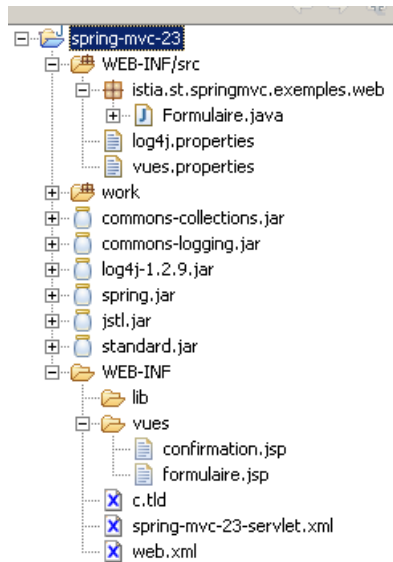 spring-mvc-23
WEB-INF/src
istia.st.springmvc.exemples.web
Formulaire.java
log4j.properties
vues.properties
work
commons-collections.jar
commons-logging.jar
log4j-1.2.9.jar
spring.jar
jstl.jar
standard.jar
WEB-INF
lib
vues
confirmation.jsp
formulaire.jsp
c.tld
spring-mvc-23-servlet.xml
web.xml